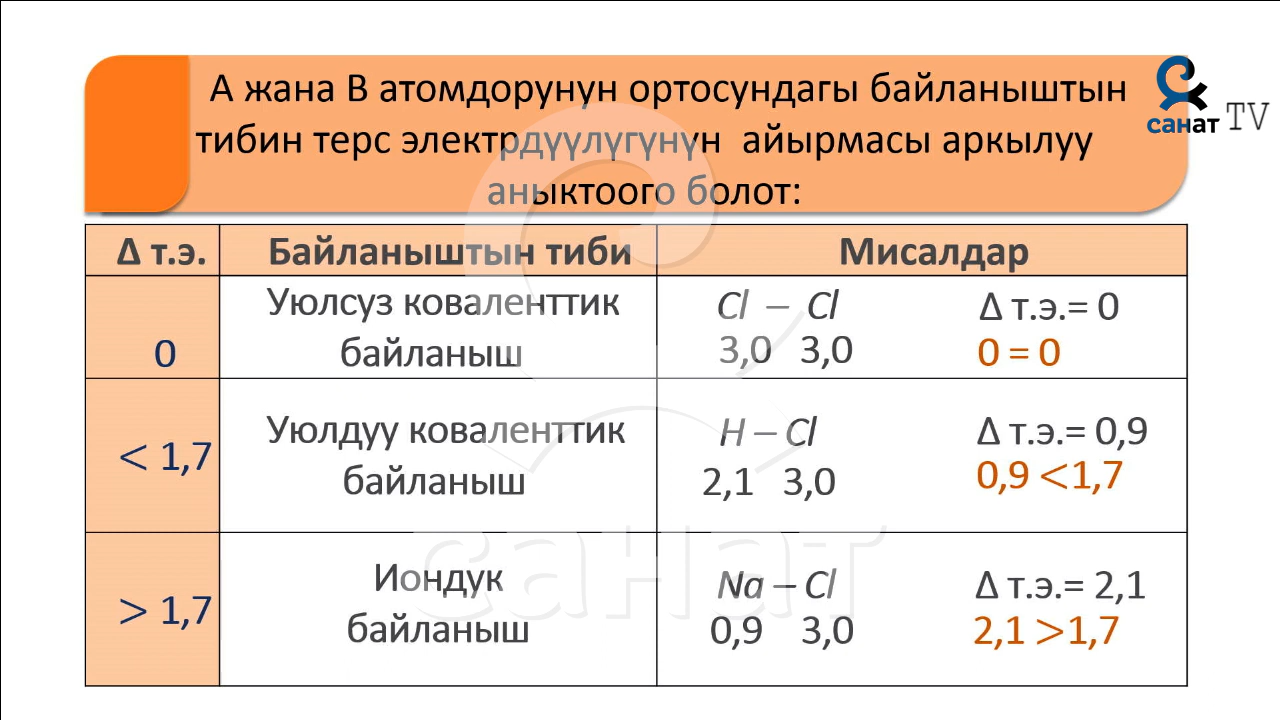 А жана В атомдорунун ортосундагы байланыштын
тибин терс электрдүүлүгүнүн айырмасы аркылуу
аныктоого болот:
санат TV
Δ т.э. Байланыштын тиби Мисалдар
Уюлсуз коваленттик
байланыш
0
Cl – Cl Δ т.э.= 0
3,0 3,0 0 = 0
< 1,7
Уюлдуу коваленттик
байланыш
H – Cl Δ т.э.= 0,9
2,1 3,0 0,9 <1,7
> 1,7
Иондук
байланыш
Na – Cl Δ т.э.= 2,1
0,9 3,0 2,1 >1,7
санат